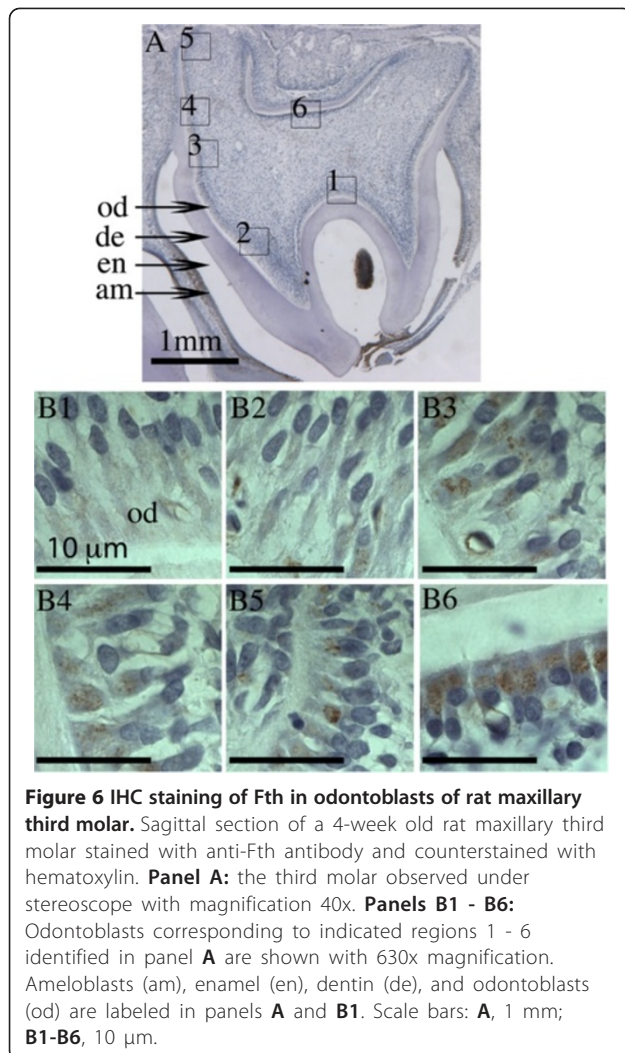 A
5
4
6
3
1
od
2
de
en
am
1mm
B1
B2
B3
od
10 μm
B4
B5
B6
Figure 6 IHC staining of Fth in odontoblasts of rat maxillary
third molar. Sagittal section of a 4-week old rat maxillary third
molar stained with anti-Fth antibody and counterstained with
hematoxylin. Panel A: the third molar observed under
stereoscope with magnification 40x. Panels B1 - B6:
Odontoblasts corresponding to indicated regions 1 - 6
identified in panel A are shown with 630x magnification.
Ameloblasts (am), enamel (en), dentin (de), and odontoblasts
(od) are labeled in panels A and B1. Scale bars: A, 1 mm;
B1-B6, 10 μm.